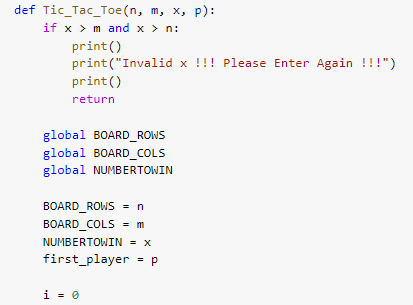 def Tic_Tac_Toe(n, m, x, p):
    if x > m and x > n:
        print()
        print("Invalid x !!! Please Enter Again !!!")
        print()
        return

    global BOARD_ROWS
    global BOARD_COLS
    global NUMBERTOWIN

    BOARD_ROWS = n
    BOARD_COLS = m
    NUMBERTOWIN = x
    first_player = p

    i = 0